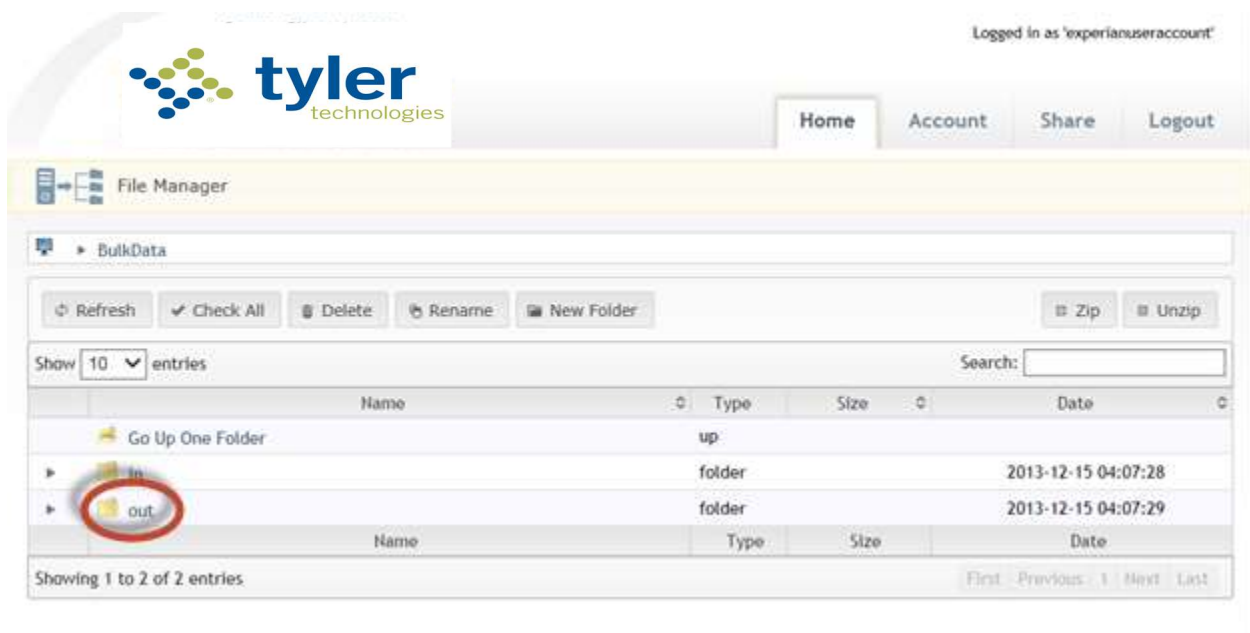 Logged in as 'experianuseraccount'
tyler
technologies
Home Account Share Logout
File Manager
BulkData
Refresh Check All Delete Rename New Folder Zip Unzip
Show 10 entries Search:
Name Type Size Date
Go Up One Folder up
in folder 2013-12-15 04:07:28
out folder 2013-12-15 04:07:29
Name Type Size Date
Showing 1 to 2 of 2 entries First Previous 1 Next Last